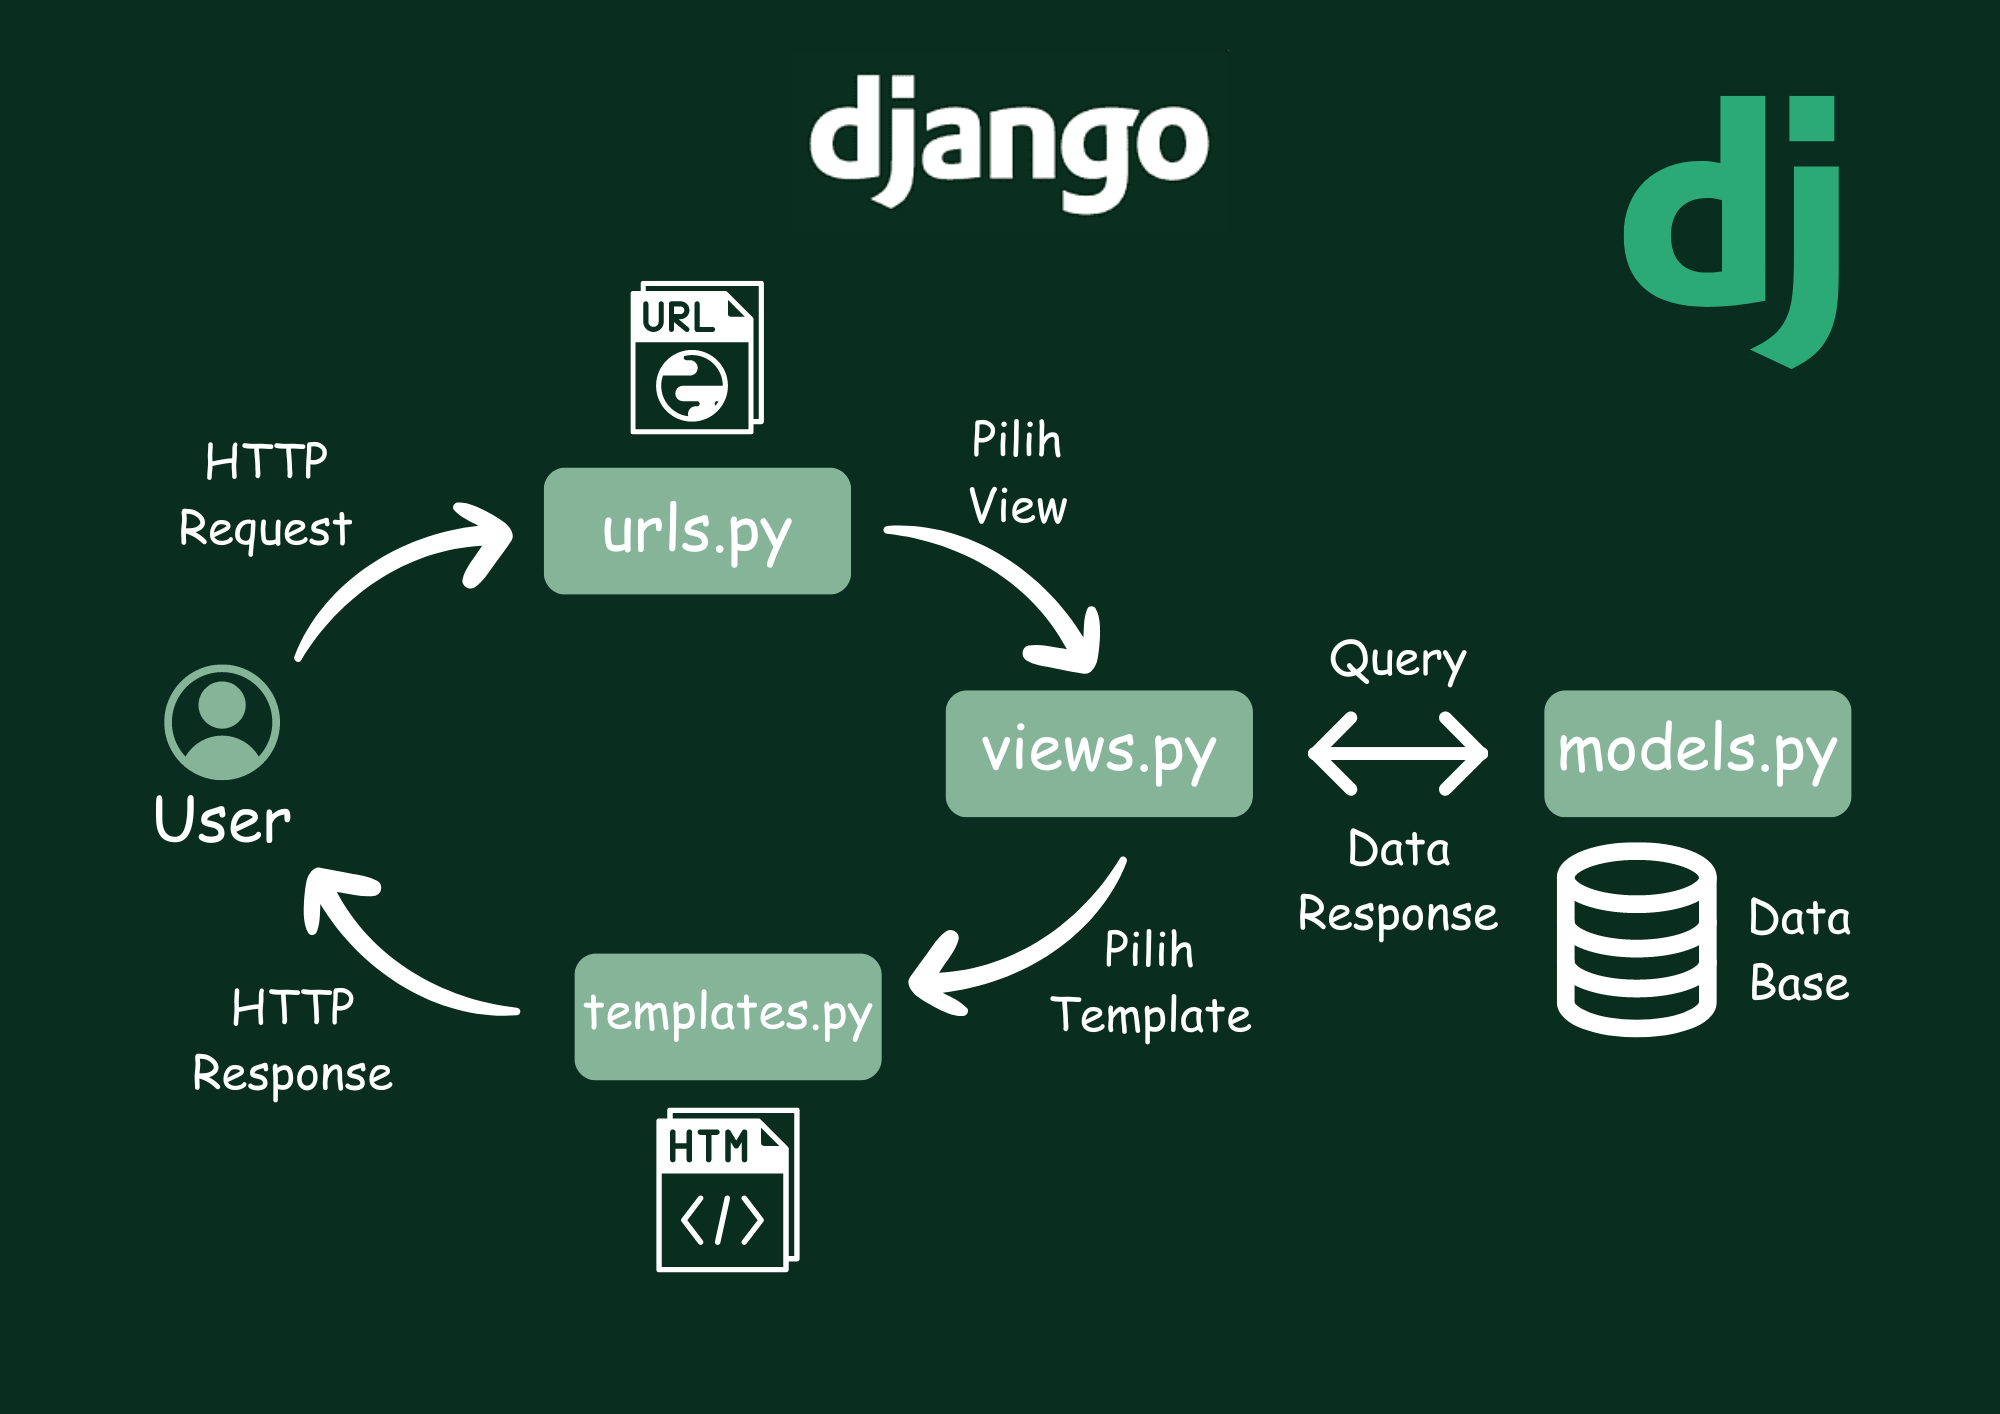 django
dj
URL
HTTP
Request
urls.py
Pilih
View
User
views.py
Query
Data
Response
models.py
Data
Base
Pilih
Template
templates.py
HTTP
Response
HTM
</>